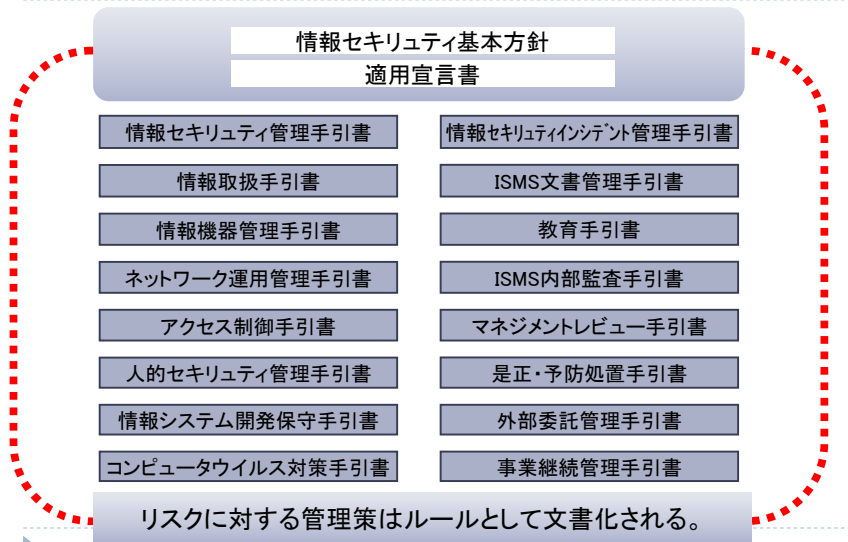 情報セキュリティ基本方針
適用宣言書
情報セキュリティ管理手引書
情報取扱手引書
情報機器管理手引書
ネットワーク運用管理手引書
アクセス制御手引書
人的セキュリティ管理手引書
情報システム開発保守手引書
コンピュータウイルス対策手引書
情報ｾｷｭﾘﾃｨｲﾝｼﾃﾞﾝﾄ管理手引書
ISMS文書管理手引書
教育手引書
ISMS内部監査手引書
マネジメントレビュー手引書
是正・予防処置手引書
外部委託管理手引書
事業継続管理手引書
リスクに対する管理策はルールとして文書化される。